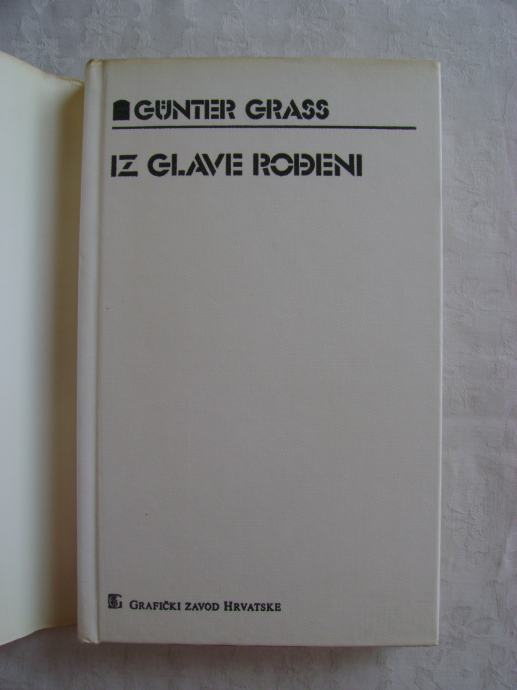 GÜNTER GRASS
IZ GLAVE ROĐENI
GRAFIČKI ZAVOD HRVATSKE